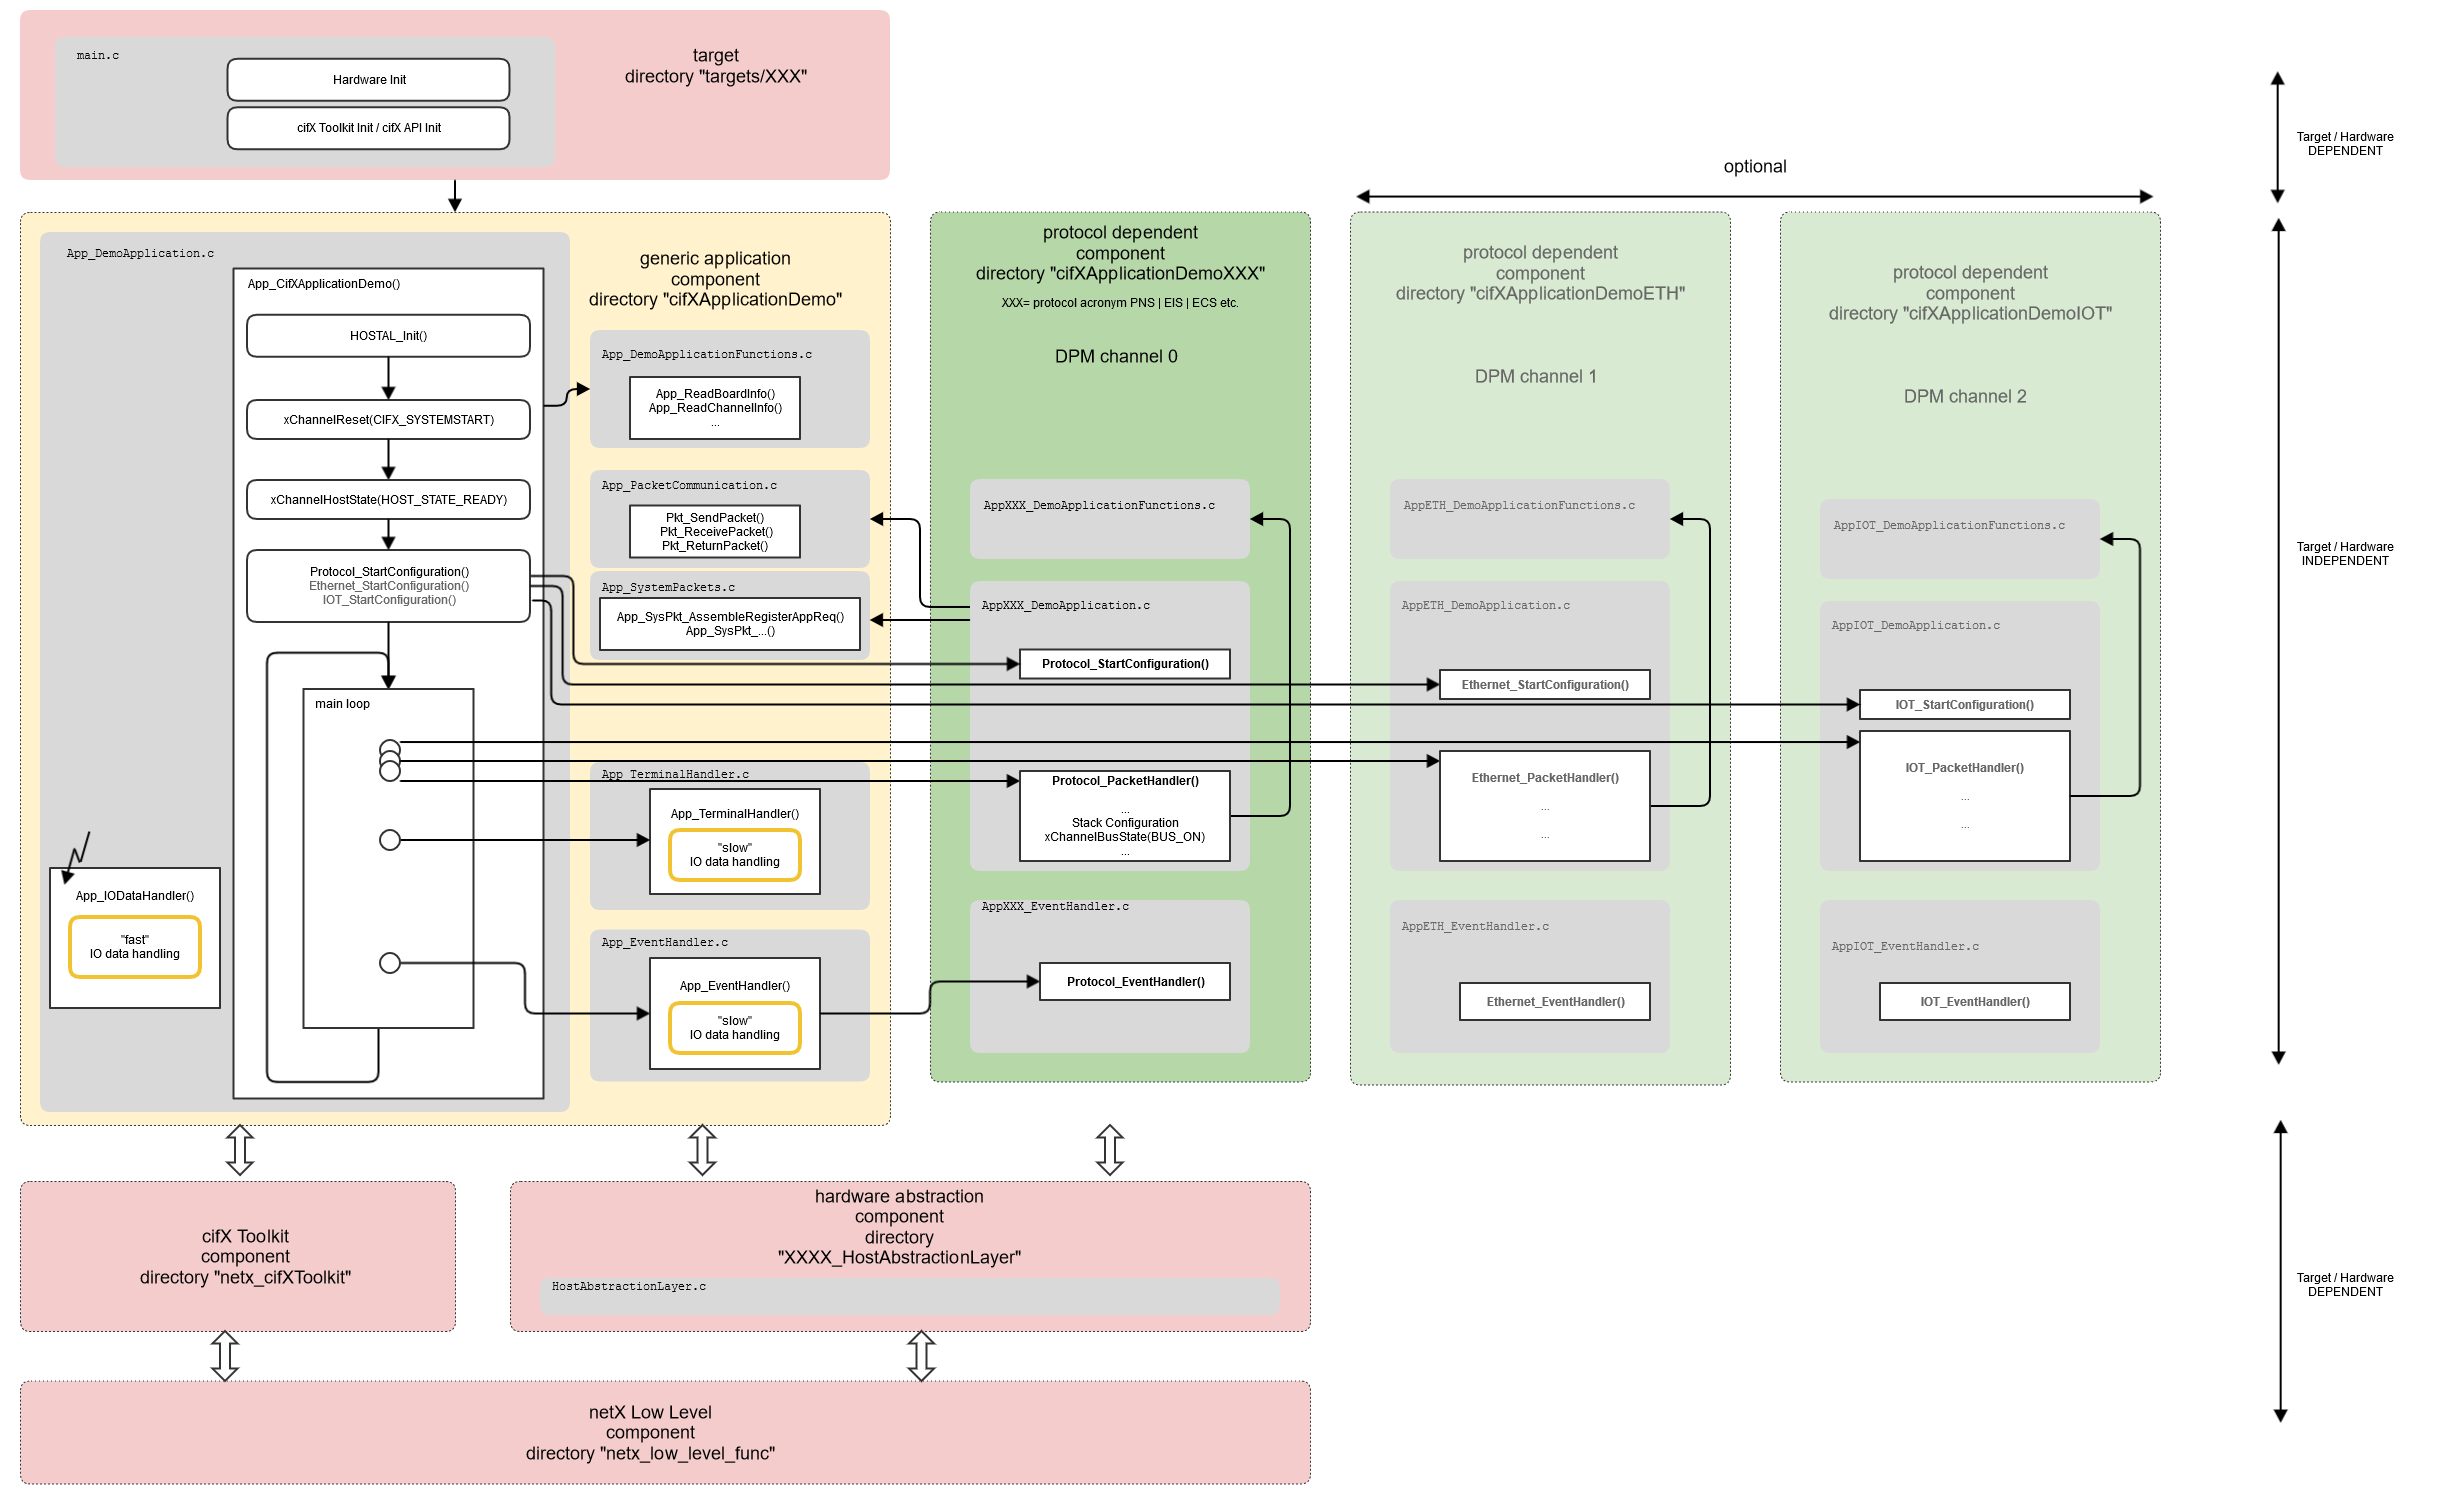 main.c
Hardware Init
cifX Toolkit Init / cifX API Init
target
directory "targets/XXX"
Target / Hardware
DEPENDENT
optional
App_DemoApplication.c
App_CifXApplicationDemo()
HOSTAL_Init()
xChannelReset(CIFX_SYSTEMSTART)
xChannelHostState(HOST_STATE_READY)
Protocol_StartConfiguration()
Ethernet_StartConfiguration()
IOT_StartConfiguration()
main loop
App_IODataHandler()
"fast"
IO data handling
generic application
component
directory "cifXApplicationDemo"
App_DemoApplicationFunctions.c
App_ReadBoardInfo()
App_ReadChannelInfo()
...
App_PacketCommunication.c
Pkt_SendPacket()
Pkt_ReceivePacket()
Pkt_ReturnPacket()
App_SystemPackets.c
App_SysPkt_AssembleRegisterAppReq()
App_SysPkt_...()
App_TerminalHandler.c
App_TerminalHandler()
"slow"
IO data handling
App_EventHandler.c
App_EventHandler()
"slow"
IO data handling
protocol dependent
component
directory "cifXApplicationDemoXXX"
XXX= protocol acronym PNS | EIS | ECS etc.
DPM channel 0
AppXXX_DemoApplicationFunctions.c
AppXXX_DemoApplication.c
Protocol_StartConfiguration()
Protocol_PacketHandler()
...
Stack Configuration
xChannelBusState(BUS_ON)
...
AppXXX_EventHandler.c
Protocol_EventHandler()
protocol dependent
component
directory "cifXApplicationDemoETH"
DPM channel 1
AppETH_DemoApplicationFunctions.c
AppETH_DemoApplication.c
Ethernet_StartConfiguration()
Ethernet_PacketHandler()
...
...
AppETH_EventHandler.c
Ethernet_EventHandler()
protocol dependent
component
directory "cifXApplicationDemoIOT"
DPM channel 2
AppIOT_DemoApplicationFunctions.c
AppIOT_DemoApplication.c
IOT_StartConfiguration()
IOT_PacketHandler()
...
...
AppIOT_EventHandler.c
IOT_EventHandler()
Target / Hardware
INDEPENDENT
cifX Toolkit
component
directory "netx_cifXToolkit"
hardware abstraction
component
directory
"XXXX_HostAbstractionLayer"
HostAbstractionLayer.c
Target / Hardware
DEPENDENT
netX Low Level
component
directory "netx_low_level_func"